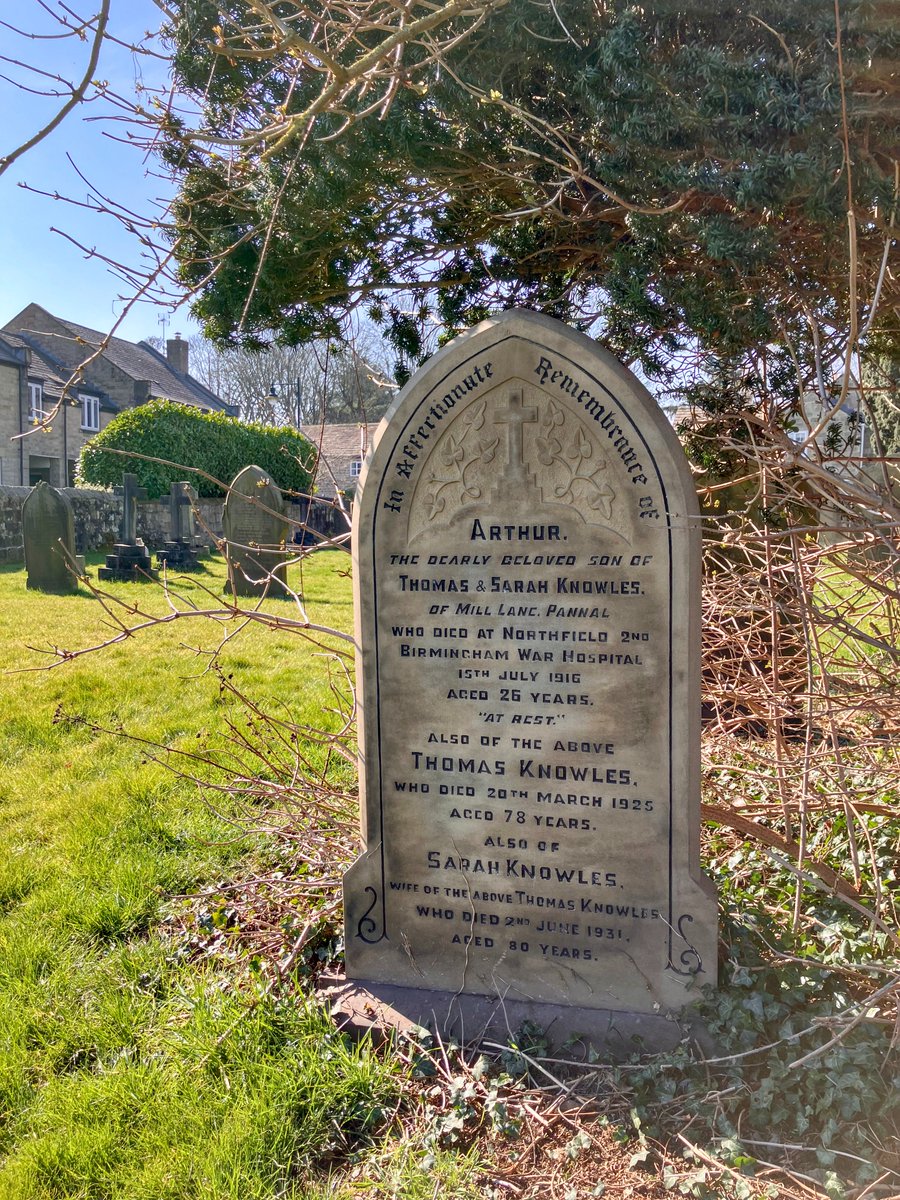 In Affectionate Remembrance of
ARTHUR.
THE DEARLY BELOVED SON OF
THOMAS & SARAH KNOWLES,
OF MILL LANE, PANNAL
WHO DIED AT NORTHFIELD 2ND
BIRMINGHAM WAR HOSPITAL
15TH JULY 1916
AGED 26 YEARS.
"AT REST."
ALSO OF THE ABOVE
THOMAS KNOWLES,
WHO DIED 20TH MARCH 1925
AGED 78 YEARS.
ALSO OF
SARAH KNOWLES,
WIFE OF THE ABOVE THOMAS KNOWLES
WHO DIED 2ND JUNE 1931,
AGED 80 YEARS.